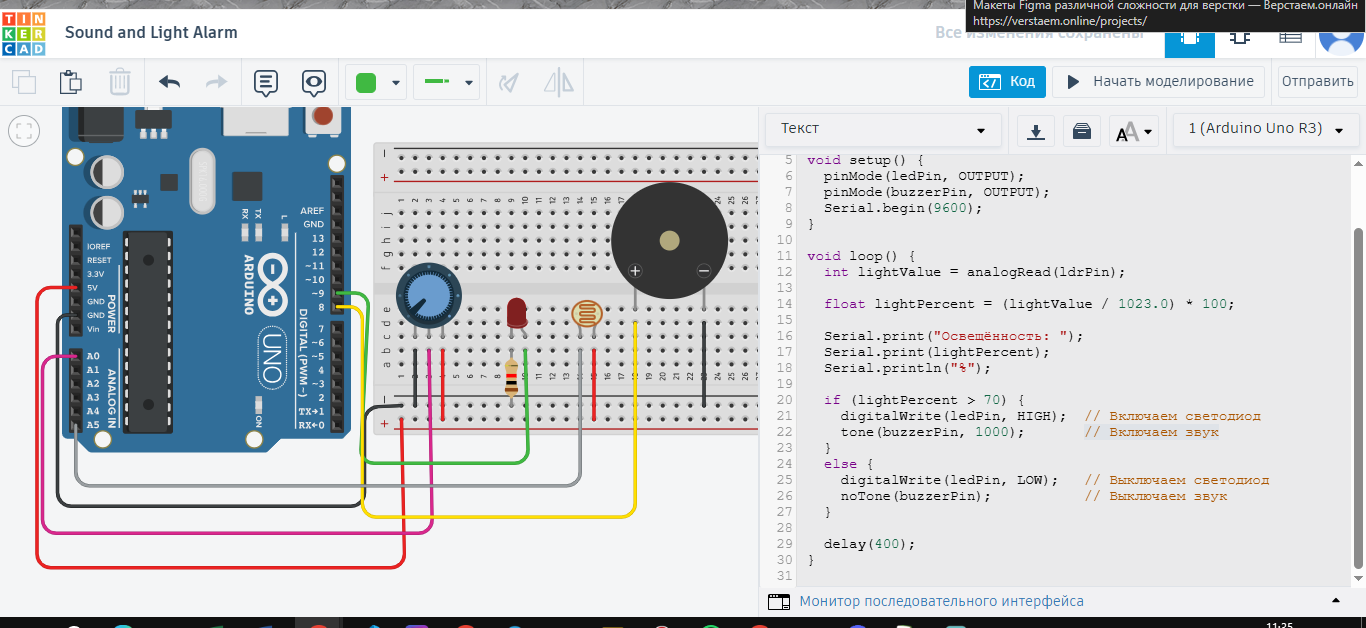 Макеты Figma различной сложности для верстки — Верстаем.онлайн
https://verstaem.online/projects/
TINKERCAD
Sound and Light Alarm
Все изменения сохранены
Код
Начать моделирование
Отправить
Текст
1 (Arduino Uno R3)
5 void setup() {
6 pinMode(ledPin, OUTPUT);
7 pinMode(buzzerPin, OUTPUT);
8 Serial.begin(9600);
9 }
10
11 void loop() {
12 int lightValue = analogRead(ldrPin);
13
14 float lightPercent = (lightValue / 1023.0) * 100;
15
16 Serial.print("Освещённость: ");
17 Serial.print(lightPercent);
18 Serial.println("%");
19
20 if (lightPercent > 70) {
21 digitalWrite(ledPin, HIGH); // Включаем светодиод
22 tone(buzzerPin, 1000); // Включаем звук
23 }
24 else {
25 digitalWrite(ledPin, LOW); // Выключаем светодиод
26 noTone(buzzerPin); // Выключаем звук
27 }
28
29 delay(400);
30 }
31
Монитор последовательного интерфейса
AREF
GND
13
12
~11
~10
~9
8
7
~6
~5
4
~3
2
TX→1
RX←0
IOREF
RESET
3.3V
5V
GND
GND
Vin
A0
A1
A2
A3
A4
A5
POWER
ANALOG IN
DIGITAL (PWM~)
ARDUINO
UNO
RX
TX
L
ON
11:25